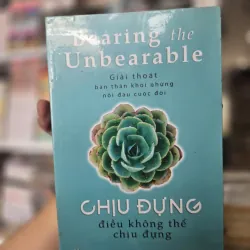 Bearing the
Unbearable
Giải thoát
bản thân khỏi những
nỗi đau cuộc đời
CHỊU ĐỰNG
điều không thể
chịu đựng